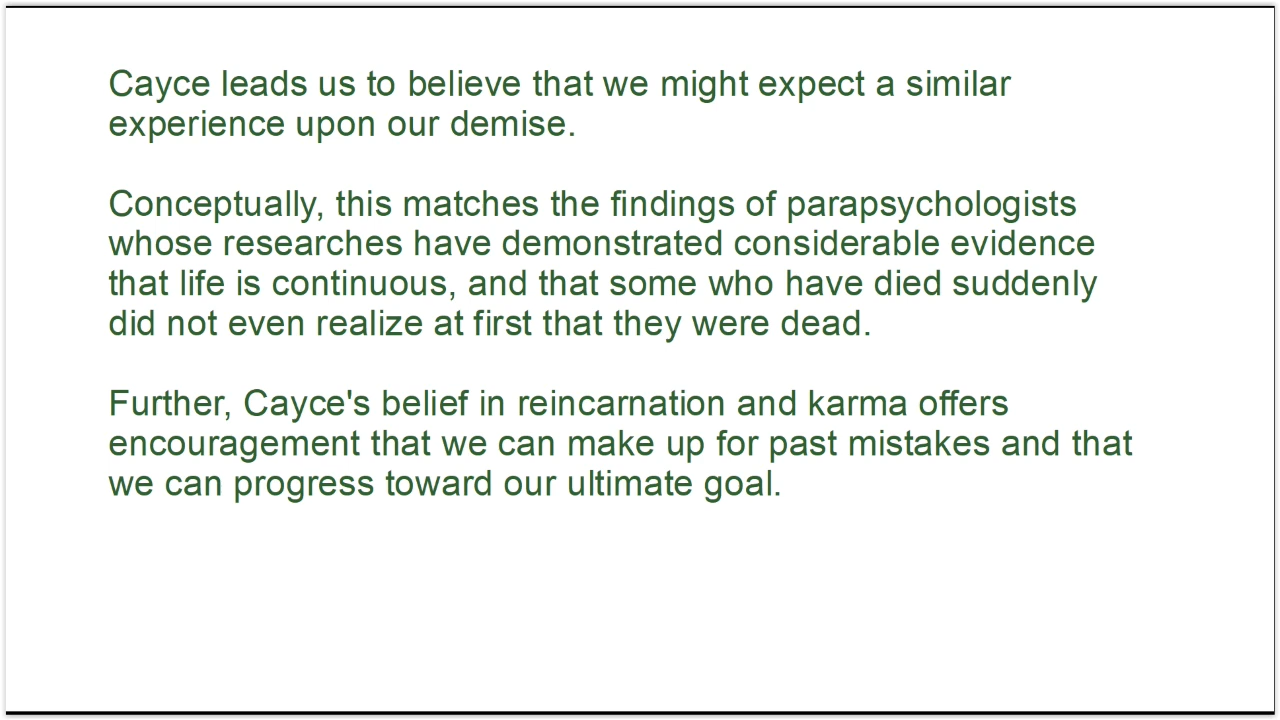 Cayce leads us to believe that we might expect a similar
experience upon our demise.
Conceptually, this matches the findings of parapsychologists
whose researches have demonstrated considerable evidence
that life is continuous, and that some who have died suddenly
did not even realize at first that they were dead.
Further, Cayce's belief in reincarnation and karma offers
encouragement that we can make up for past mistakes and that
we can progress toward our ultimate goal.